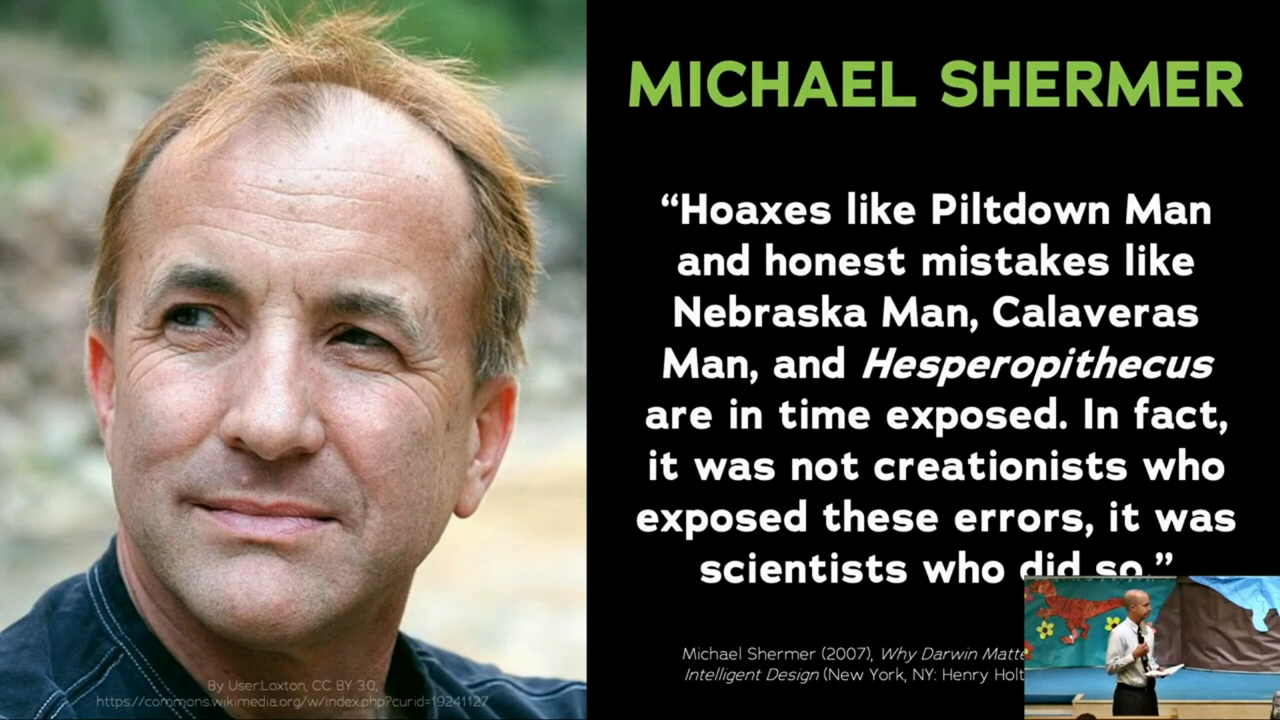 MICHAEL SHERMER
“Hoaxes like Piltdown Man
and honest mistakes like
Nebraska Man, Calaveras
Man, and Hesperopithecus
are in time exposed. In fact,
it was not creationists who
exposed these errors, it was
scientists who did so.”
Michael Shermer (2007), Why Darwin
Intelligent Design (New York, NY: Henry
By User:Loxton, CC BY 3.0,
https://commons.wikimedia.org/w/index.php?curid=19241127